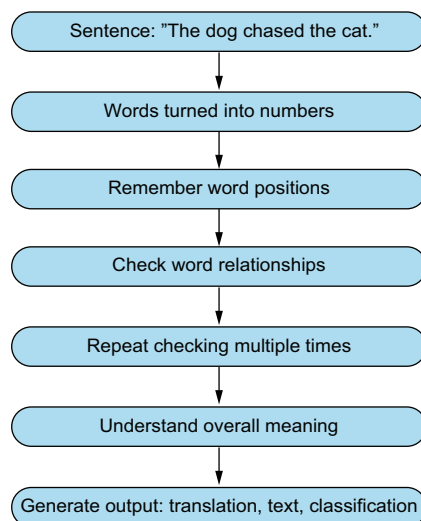 Sentence: ”The dog chased the cat.”
Words turned into numbers
Remember word positions
Check word relationships
Repeat checking multiple times
Understand overall meaning
Generate output: translation, text, classification